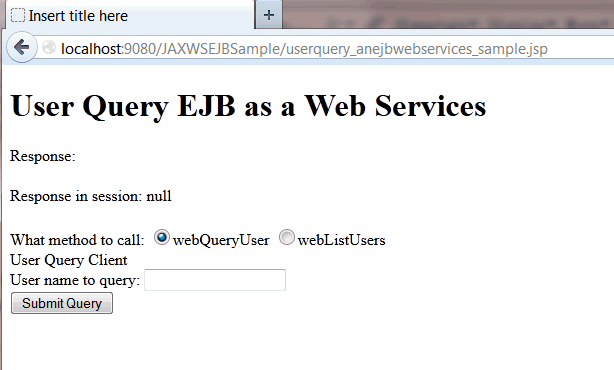 Insert title here
localhost:9080/JAXWSEJBSample/userquery_anejbwebservices_sample.jsp
User Query EJB as a Web Services
Response:
Response in session: null
What method to call: webQueryUser webListUsers
User Query Client
User name to query:
Submit Query